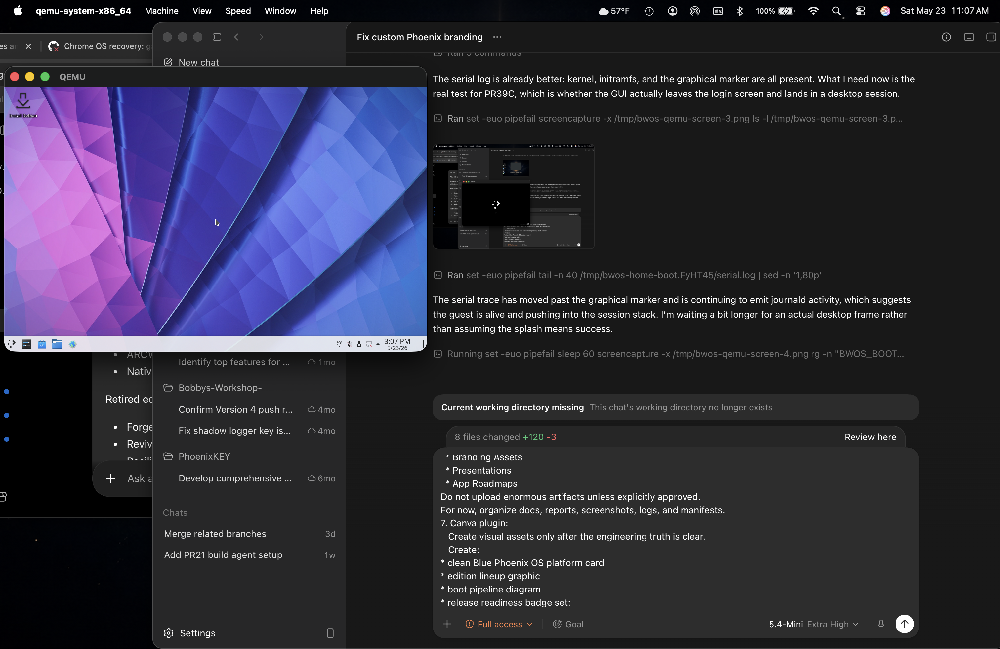 qemu-system-x86_64 Machine View Speed Window Help 57°F 100% Sat May 23 11:07 AM
es ar
Chrome OS recovery: g
Fix custom Phoenix branding
New chat
QEMU
Install Debian
3:07 PM
5/23/26
Ran 5 commands
The serial log is already better: kernel, initramfs, and the graphical marker are all present. What I need now is the
real test for PR39C, which is whether the GUI actually leaves the login screen and lands in a desktop session.
Ran set -euo pipefail screencapture -x /tmp/bwos-qemu-screen-3.png ls -l /tmp/bwos-qemu-screen-3.p...
Ran set -euo pipefail tail -n 40 /tmp/bwos-home-boot.FyHT45/serial.log | sed -n '1,80p'
The serial trace has moved past the graphical marker and is continuing to emit journald activity, which suggests
the guest is alive and pushing into the session stack. I’m waiting a bit longer for an actual desktop frame rather
than assuming the splash means success.
Running set -euo pipefail sleep 60 screencapture -x /tmp/bwos-qemu-screen-4.png rg -n "BWOS_BOOT...
Current working directory missing This chat's working directory no longer exists
8 files changed +120 -3 Review here
* Branding Assets
* Presentations
* App Roadmaps
Do not upload enormous artifacts unless explicitly approved.
For now, organize docs, reports, screenshots, logs, and manifests.
7. Canva plugin:
Create visual assets only after the engineering truth is clear.
Create:
* clean Blue Phoenix OS platform card
* edition lineup graphic
* boot pipeline diagram
* release readiness badge set:
Full access Goal 5.4-Mini Extra High
ARCW
Nativ
Retired ed
Forge
Reviv
Ask a
Identify top features for ... 1mo
Bobbys-Workshop-
Confirm Version 4 push r... 4mo
Fix shadow logger key is... 4mo
PhoenixKEY
Develop comprehensive ... 6mo
Chats
Merge related branches 3d
Add PR21 build agent setup 1w
Settings